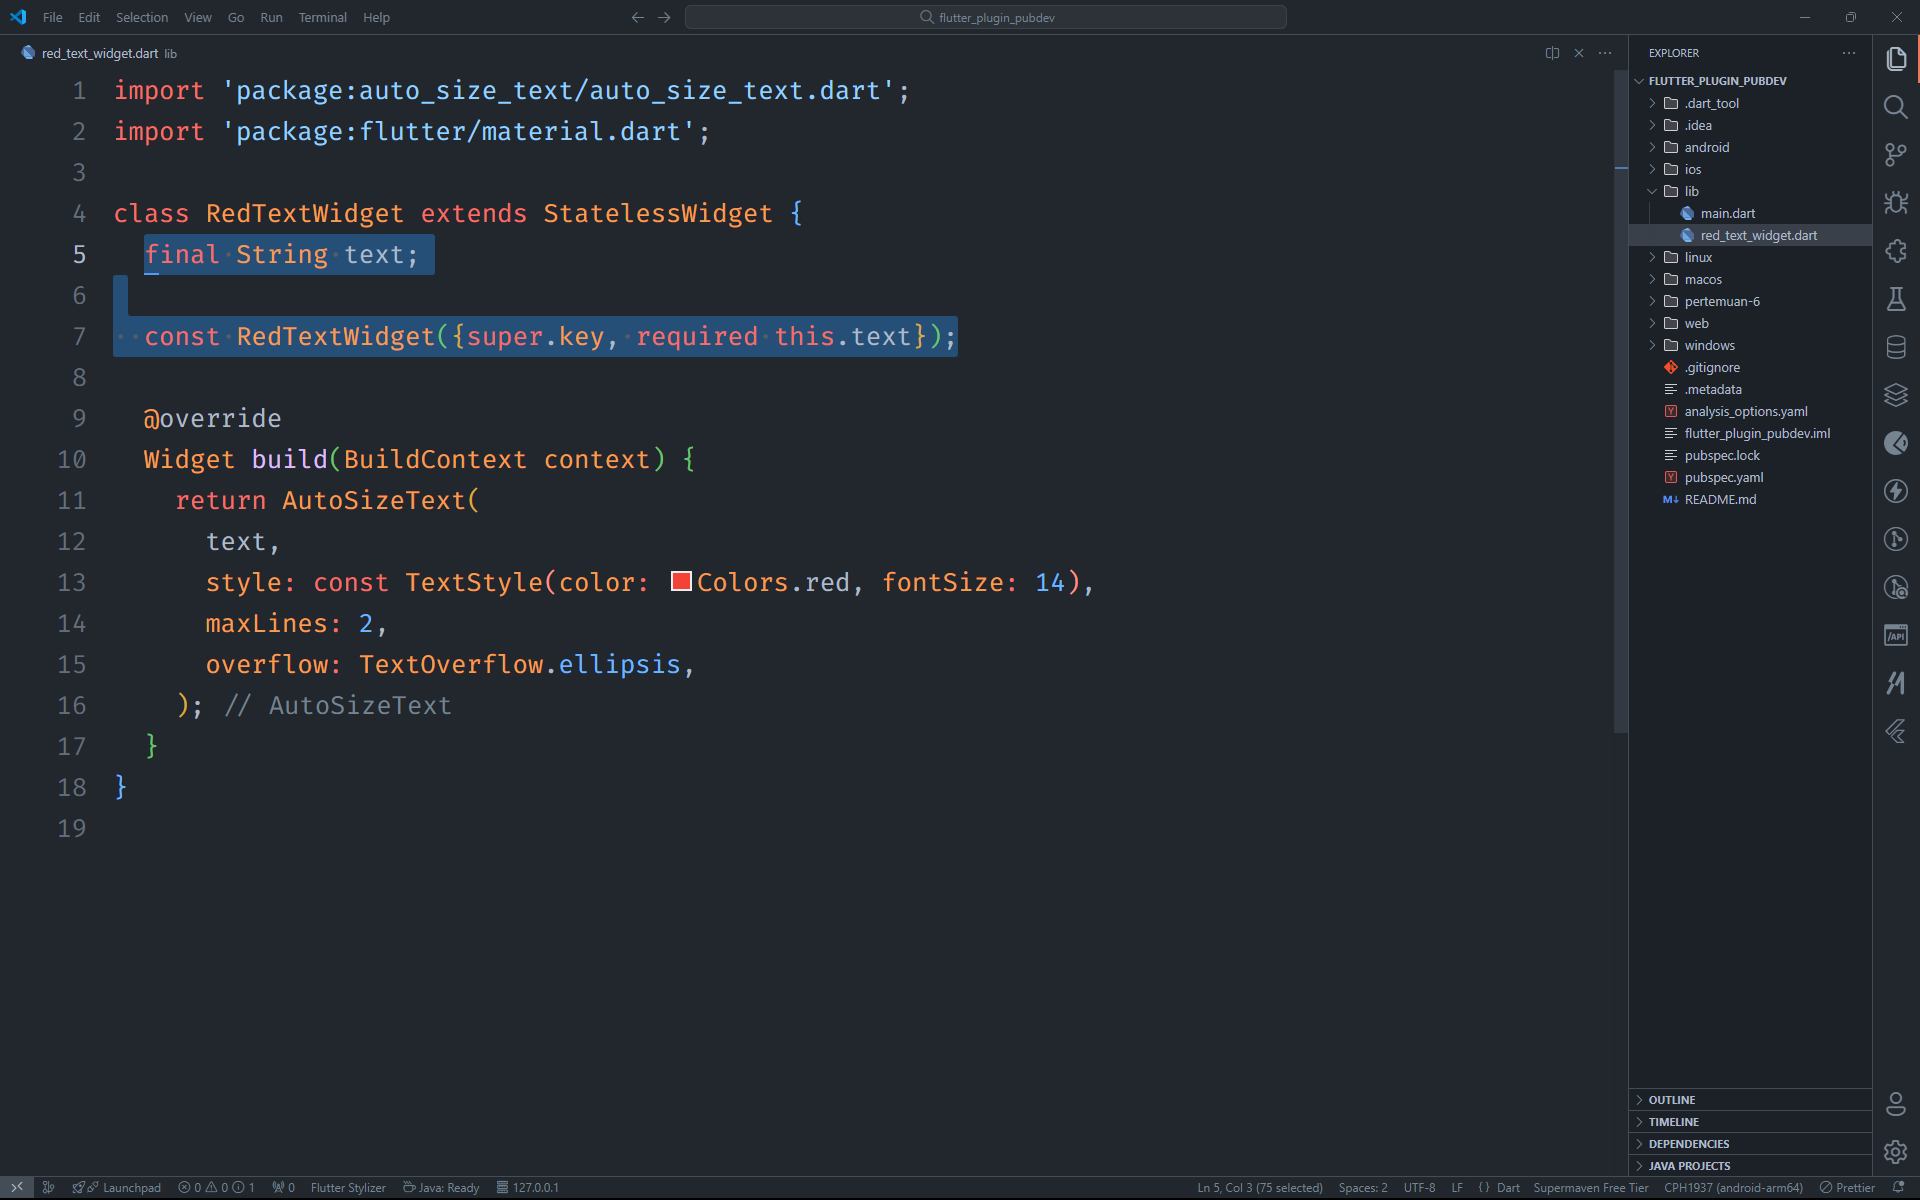 File Edit Selection View Go Run Terminal Help
flutter_plugin_pubdev
red_text_widget.dart lib
1 import 'package:auto_size_text/auto_size_text.dart';
2 import 'package:flutter/material.dart';
3
4 class RedTextWidget extends StatelessWidget {
5 final String text;
6
7 const RedTextWidget({super.key, required this.text});
8
9 @override
10 Widget build(BuildContext context) {
11 return AutoSizeText(
12 text,
13 style: const TextStyle(color: Colors.red, fontSize: 14),
14 maxLines: 2,
15 overflow: TextOverflow.ellipsis,
16 ); // AutoSizeText
17 }
18 }
19
EXPLORER
FLUTTER_PLUGIN_PUBDEV
.dart_tool
.idea
android
ios
lib
main.dart
red_text_widget.dart
linux
macos
pertemuan-6
web
windows
.gitignore
.metadata
analysis_options.yaml
flutter_plugin_pubdev.iml
pubspec.lock
pubspec.yaml
README.md
OUTLINE
TIMELINE
DEPENDENCIES
JAVA PROJECTS
Launchpad 0 0 1 0 Flutter Stylizer Java: Ready 127.0.0.1
Ln 5, Col 3 (75 selected) Spaces: 2 UTF-8 LF { } Dart Supermaven Free Tier CPH1937 (android-arm64) Prettier